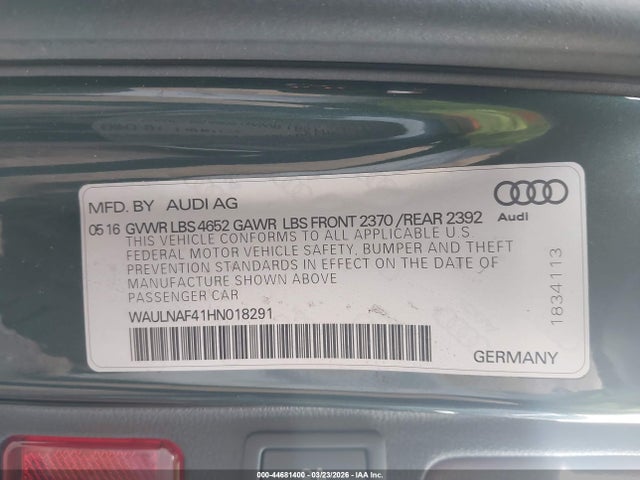 MFD. BY AUDI AG
Audi
05 16 GVWR LBS 4652 GAWR LBS FRONT 2370 /REAR 2392
THIS VEHICLE CONFORMS TO ALL APPLICABLE U.S.
FEDERAL MOTOR VEHICLE SAFETY, BUMPER AND THEFT
PREVENTION STANDARDS IN EFFECT ON THE DATE OF
MANUFACTURE SHOWN ABOVE
PASSENGER CAR
WAULNAF41HN018291
GERMANY
1834113
000-44681400 - 03/23/2026 - IAAI.COM